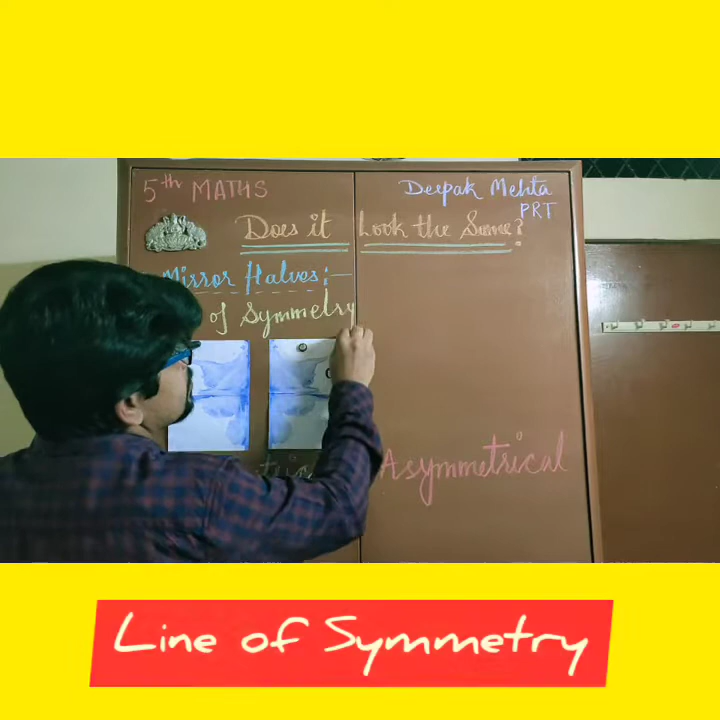 5th MATHS
Deepak Mehta
PRT
Does it Look the Same?
Mirror Halves:-
of Symmetry
Asymmetrical
Line of Symmetry